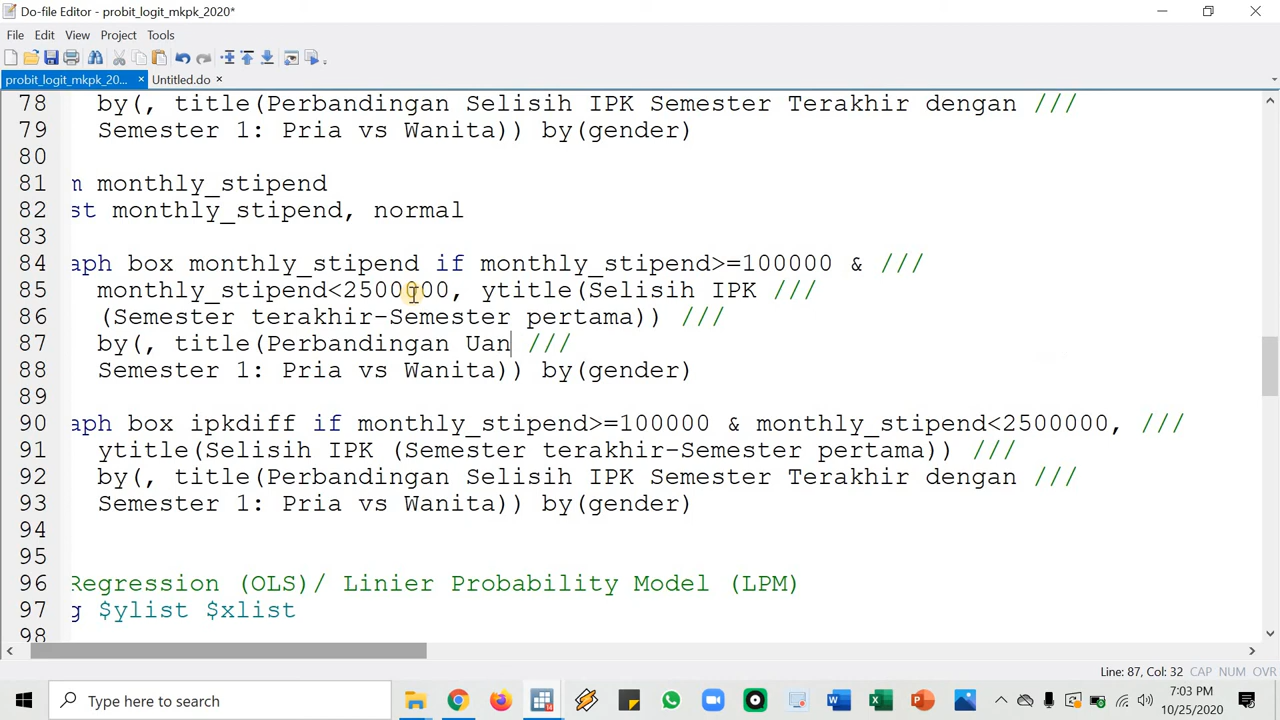 Do-file Editor - probit_logit_mkpk_2020*
File Edit View Project Tools
probit_logit_mkpk_20... × Untitled.do ×
78 by(, title(Perbandingan Selisih IPK Semester Terakhir dengan ///
79 Semester 1: Pria vs Wanita)) by(gender)
80
81 m monthly_stipend
82 st monthly_stipend, normal
83
84 aph box monthly_stipend if monthly_stipend>=100000 & ///
85 monthly_stipend<2500000, ytitle(Selisih IPK ///
86 (Semester terakhir-Semester pertama)) ///
87 by(, title(Perbandingan Uan ///
88 Semester 1: Pria vs Wanita)) by(gender)
89
90 aph box ipkdiff if monthly_stipend>=100000 & monthly_stipend<2500000, ///
91 ytitle(Selisih IPK (Semester terakhir-Semester pertama)) ///
92 by(, title(Perbandingan Selisih IPK Semester Terakhir dengan ///
93 Semester 1: Pria vs Wanita)) by(gender)
94
95
96 Regression (OLS)/ Linier Probability Model (LPM)
97 g $ylist $xlist
98
Line: 87, Col: 32 CAP NUM OVR
Type here to search
7:03 PM
10/25/2020